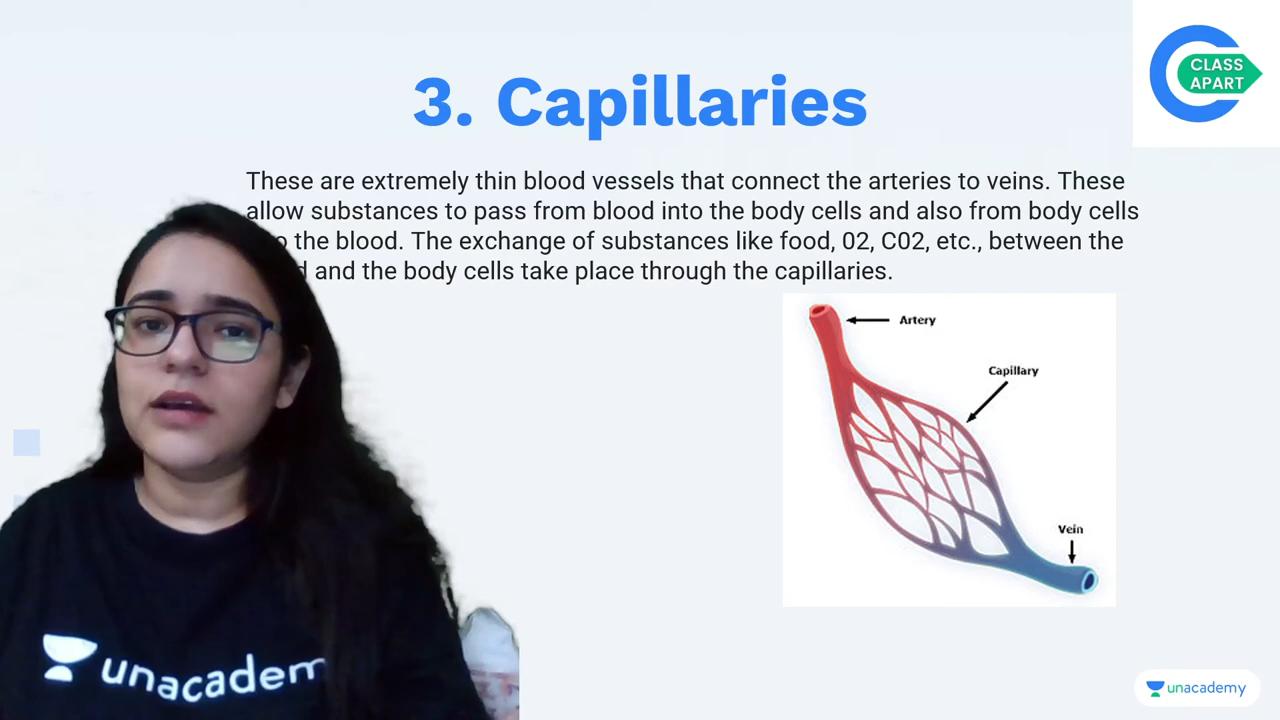 CLASS
APART
3. Capillaries
These are extremely thin blood vessels that connect the arteries to veins. These
allow substances to pass from blood into the body cells and also from body cells
the blood. The exchange of substances like food, 02, C02, etc., between the
and the body cells take place through the capillaries.
Artery
Capillary
Vein
unacadem
unacademy